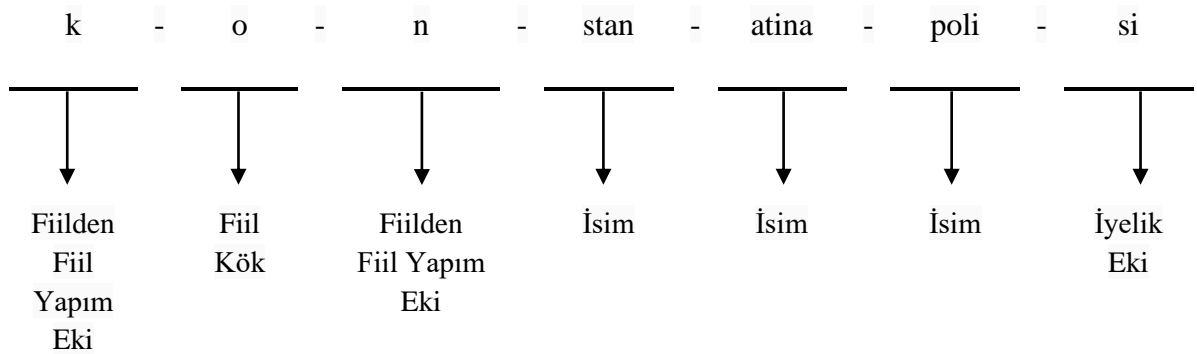 k - o - n - stan - atina - poli - si
Fiilden Fiil Fiilden İsim İsim İsim İyelik
Fiil Kök Fiil Yapım Eki
Yapım Eki
Eki